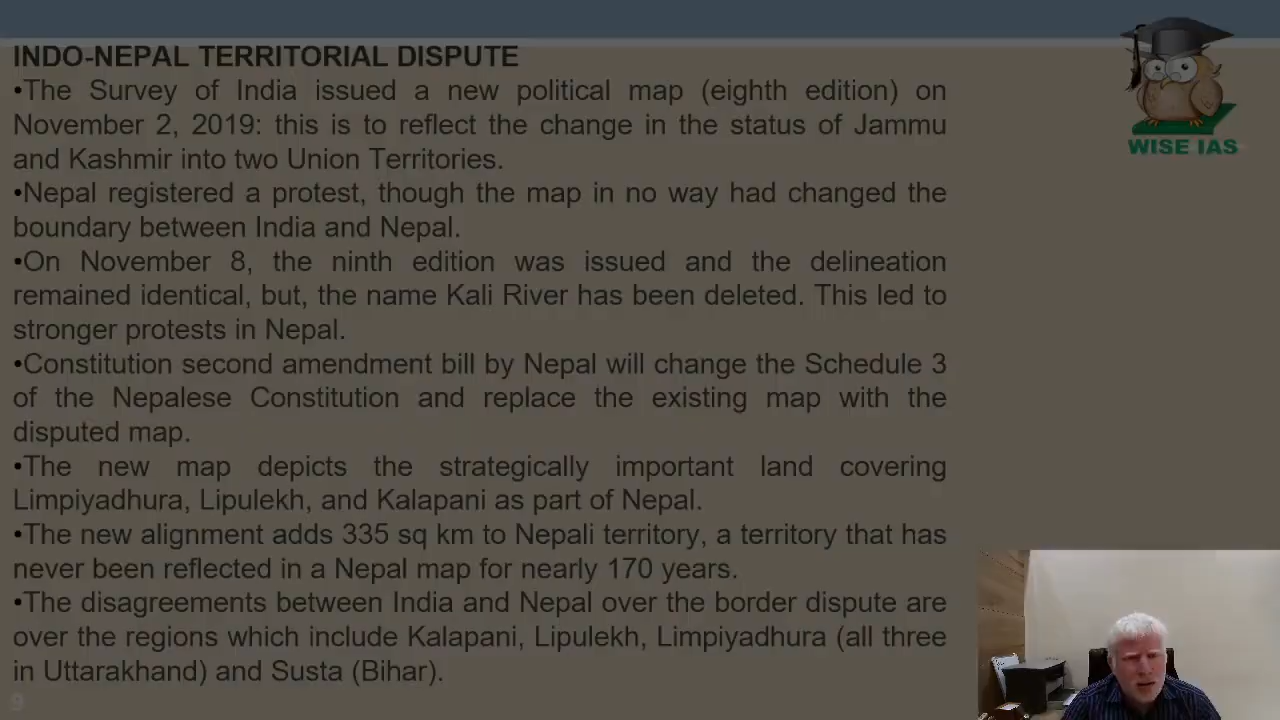 INDO-NEPAL TERRITORIAL DISPUTE
•The Survey of India issued a new political map (eighth edition) on
November 2, 2019: this is to reflect the change in the status of Jammu
and Kashmir into two Union Territories.
•Nepal registered a protest, though the map in no way had changed the
boundary between India and Nepal.
•On November 8, the ninth edition was issued and the delineation
remained identical, but, the name Kali River has been deleted. This led to
stronger protests in Nepal.
•Constitution second amendment bill by Nepal will change the Schedule 3
of the Nepalese Constitution and replace the existing map with the
disputed map.
•The new map depicts the strategically important land covering
Limpiyadhura, Lipulekh, and Kalapani as part of Nepal.
•The new alignment adds 335 sq km to Nepali territory, a territory that has
never been reflected in a Nepal map for nearly 170 years.
•The disagreements between India and Nepal over the border dispute are
over the regions which include Kalapani, Lipulekh, Limpiyadhura (all three
in Uttarakhand) and Susta (Bihar).
9
WISE IAS